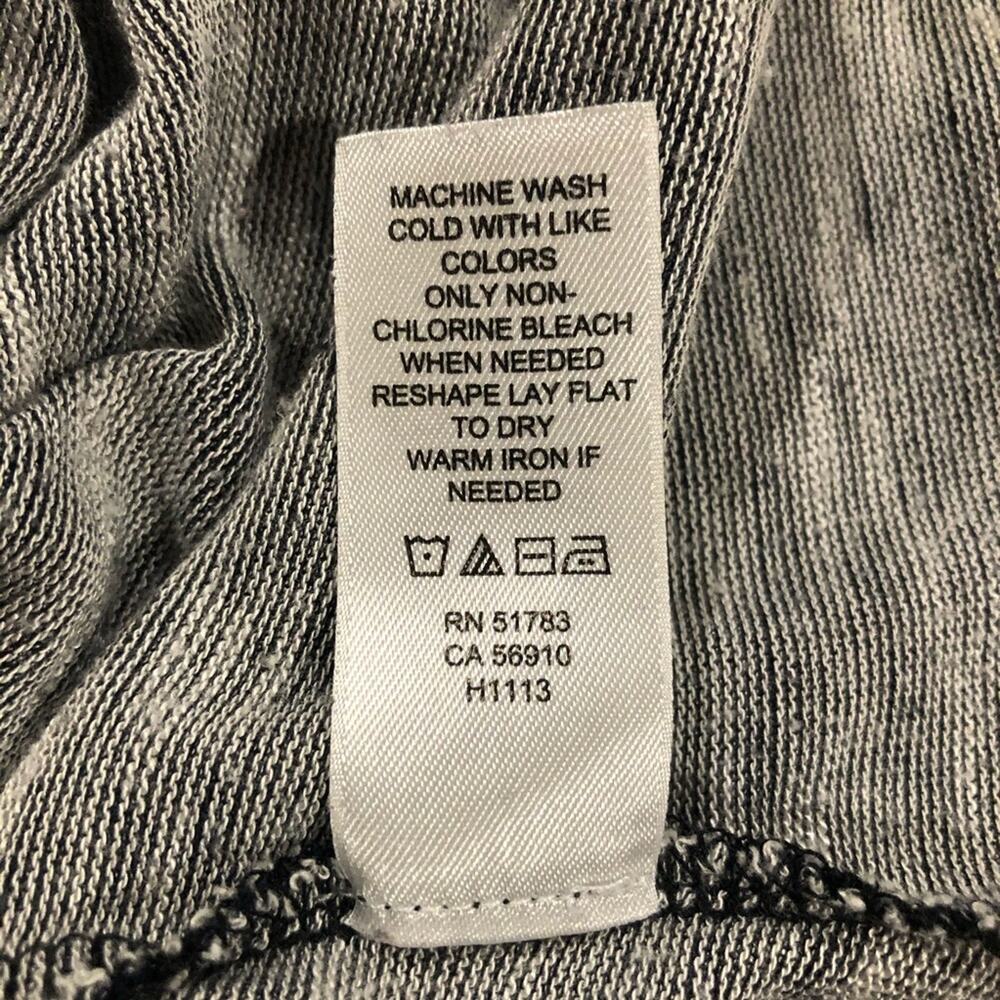 MACHINE WASH
COLD WITH LIKE
COLORS
ONLY NON-
CHLORINE BLEACH
WHEN NEEDED
RESHAPE LAY FLAT
TO DRY
WARM IRON IF
NEEDED
RN 51783
CA 56910
H1113